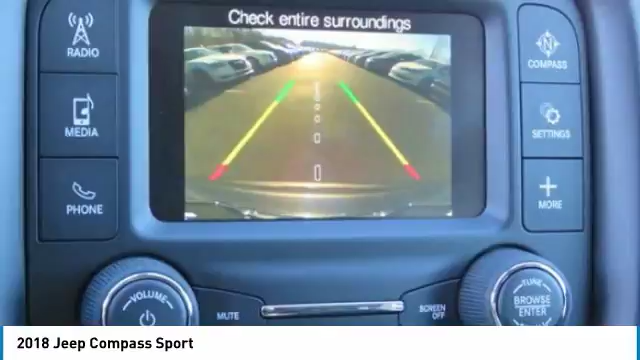 Check entire surroundings
RADIO
MEDIA
PHONE
N
COMPASS
SETTINGS
MORE
VOLUME
MUTE
SCREEN
OFF
TUNE
BROWSE
ENTER
2018 Jeep Compass Sport